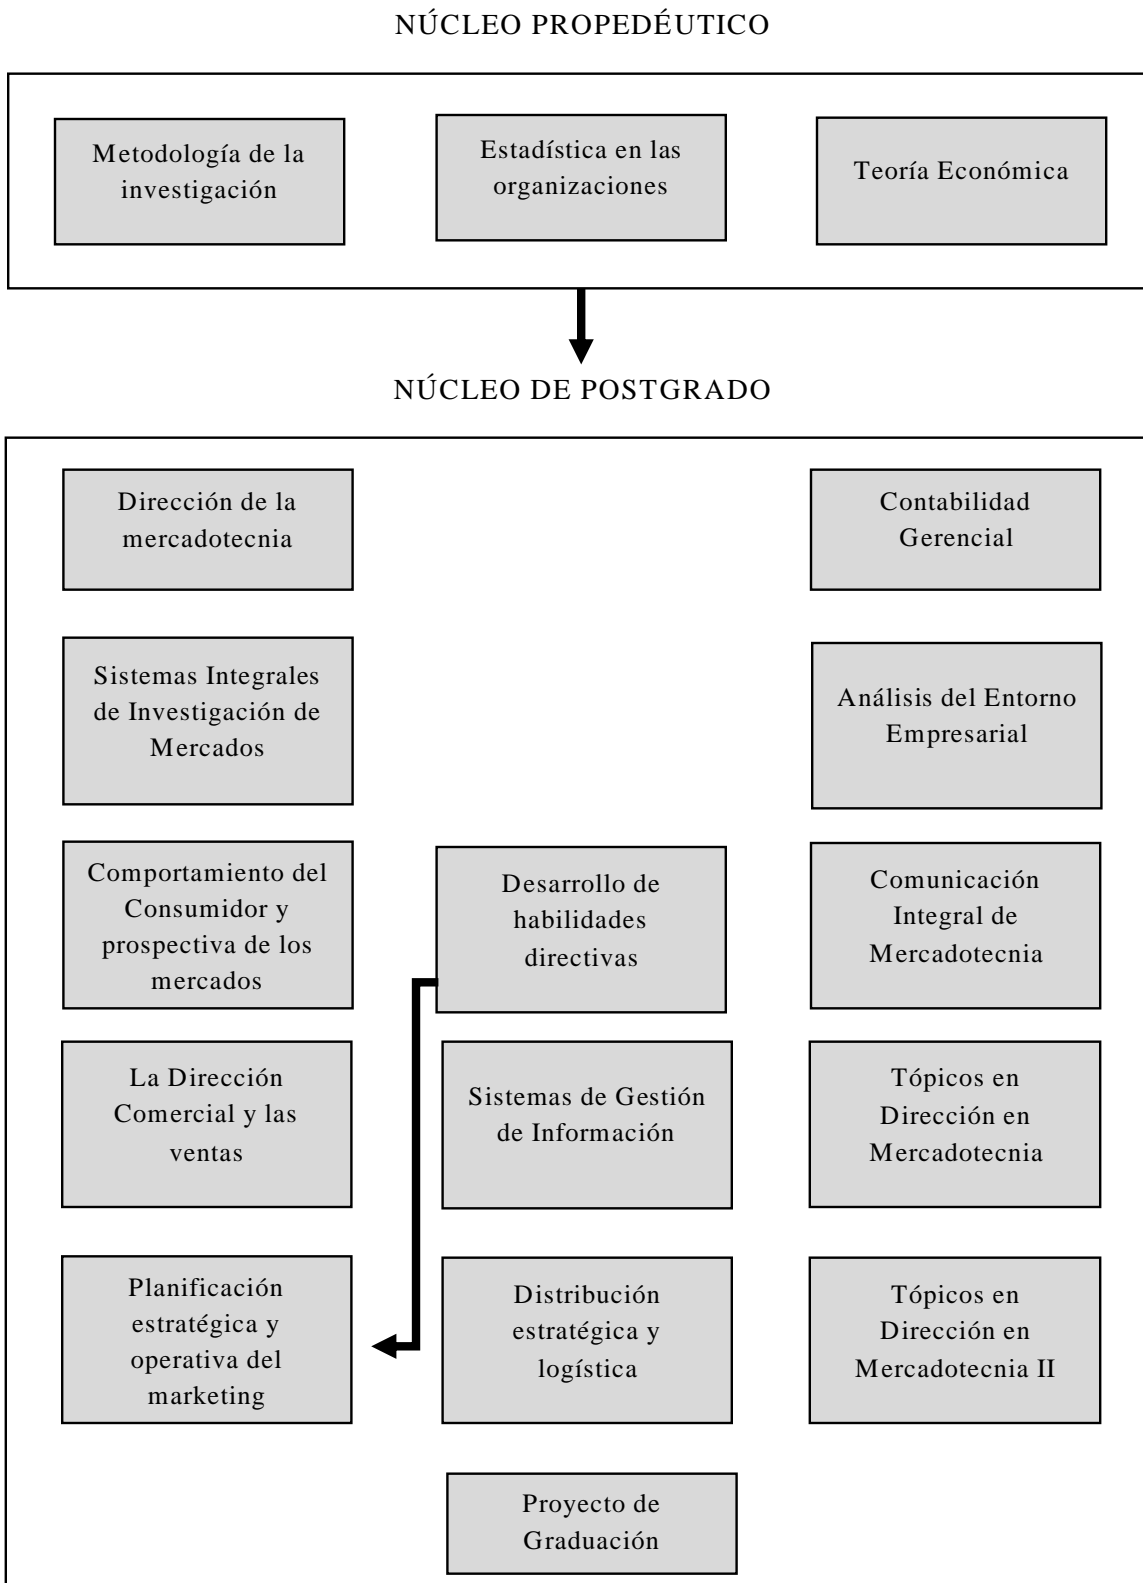 NÚCLEO PROPEDÉUTICO
Metodología de la
investigación
Estadística en las
organizaciones
Teoría Económica
NÚCLEO DE POSTGRADO
Dirección de la
mercadotecnia
Contabilidad
Gerencial
Sistemas Integrales
de Investigación de
Mercados
Análisis del Entorno
Empresarial
Comportamiento del
Consumidor y
prospectiva de los
mercados
Desarrollo de
habilidades
directivas
Comunicación
Integral de
Mercadotecnia
La Dirección
Comercial y las
ventas
Sistemas de Gestión
de Información
Tópicos en
Dirección en
Mercadotecnia
Planificación
estratégica y
operativa del
marketing
Distribución
estratégica y
logística
Tópicos en
Dirección en
Mercadotecnia II
Proyecto de
Graduación